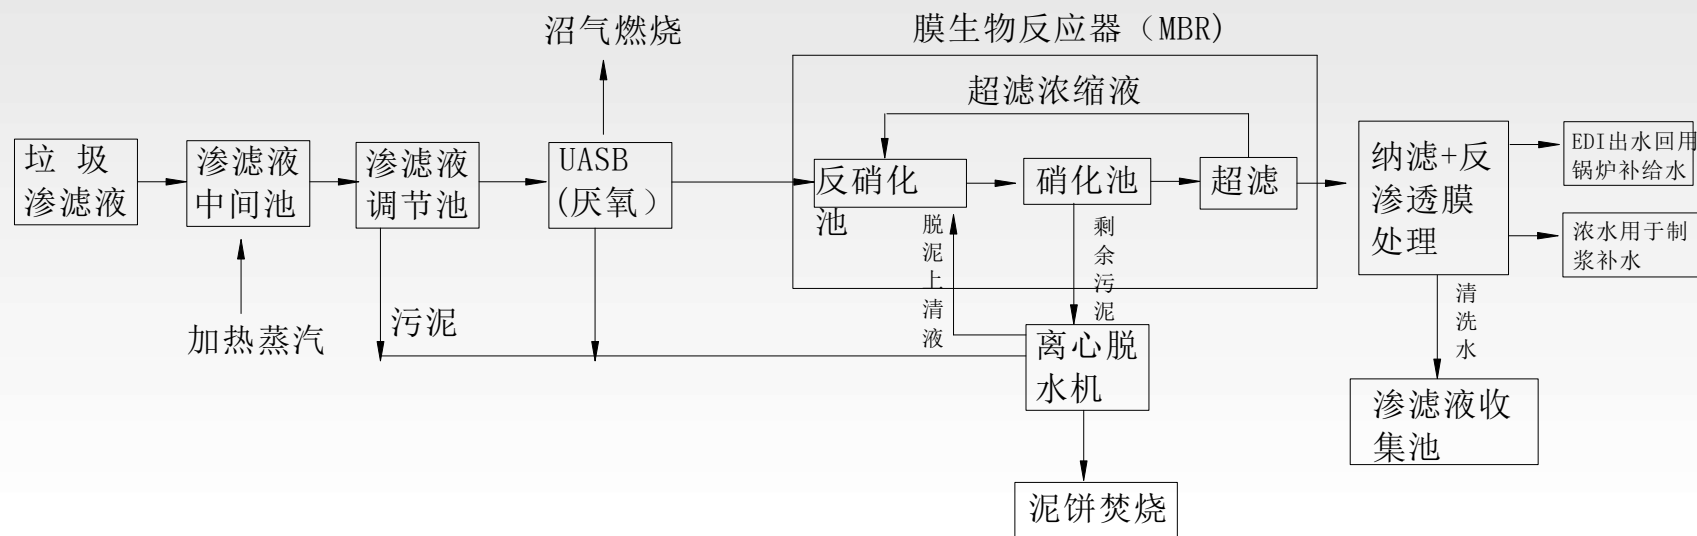 沼气燃烧
膜生物反应器（MBR)
超滤浓缩液
垃 圾
渗滤液
渗滤液
中间池
渗滤液
调节池
UASB
(厌氧）
反硝化
池
硝化池
超滤
纳滤+反
渗透膜
处理
EDI出水回用
锅炉补给水
浓水用于制
浆补水
脱泥上清液
剩余污泥
清洗水
加热蒸汽
污泥
离心脱
水机
渗滤液收
集池
泥饼焚烧